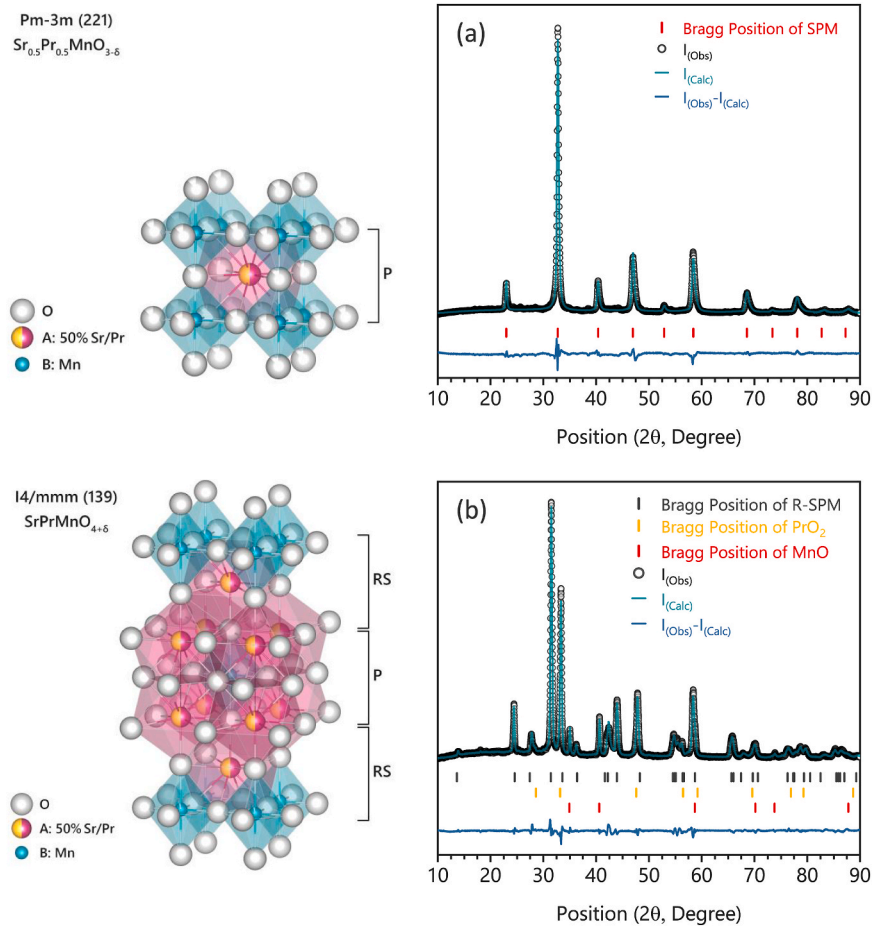 Pm-3m (221)
Sr0.5Pr0.5MnO3-δ
P
O
A: 50% Sr/Pr
B: Mn
(a)
Bragg Position of SPM
I(Obs)
I(Calc)
I(Obs)-I(Calc)
10 20 30 40 50 60 70 80 90
Position (2θ, Degree)
I4/mmm (139)
SrPrMnO4+δ
RS
P
RS
O
A: 50% Sr/Pr
B: Mn
(b)
Bragg Position of R-SPM
Bragg Position of PrO2
Bragg Position of MnO
I(Obs)
I(Calc)
I(Obs)-I(Calc)
10 20 30 40 50 60 70 80 90
Position (2θ, Degree)